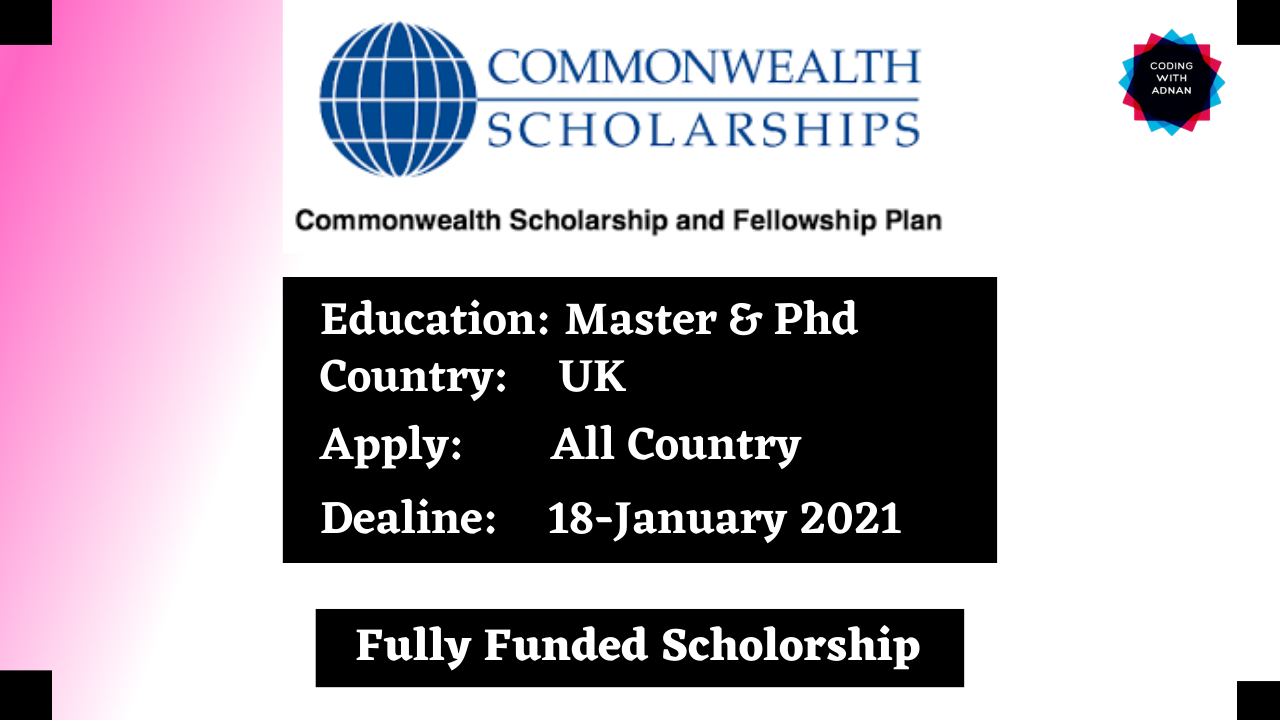 COMMONWEALTH
SCHOLARSHIPS
CODING
WITH
ADNAN
Commonwealth Scholarship and Fellowship Plan
Education: Master & Phd
Country: UK
Apply: All Country
Dealine: 18-January 2021
Fully Funded Scholorship